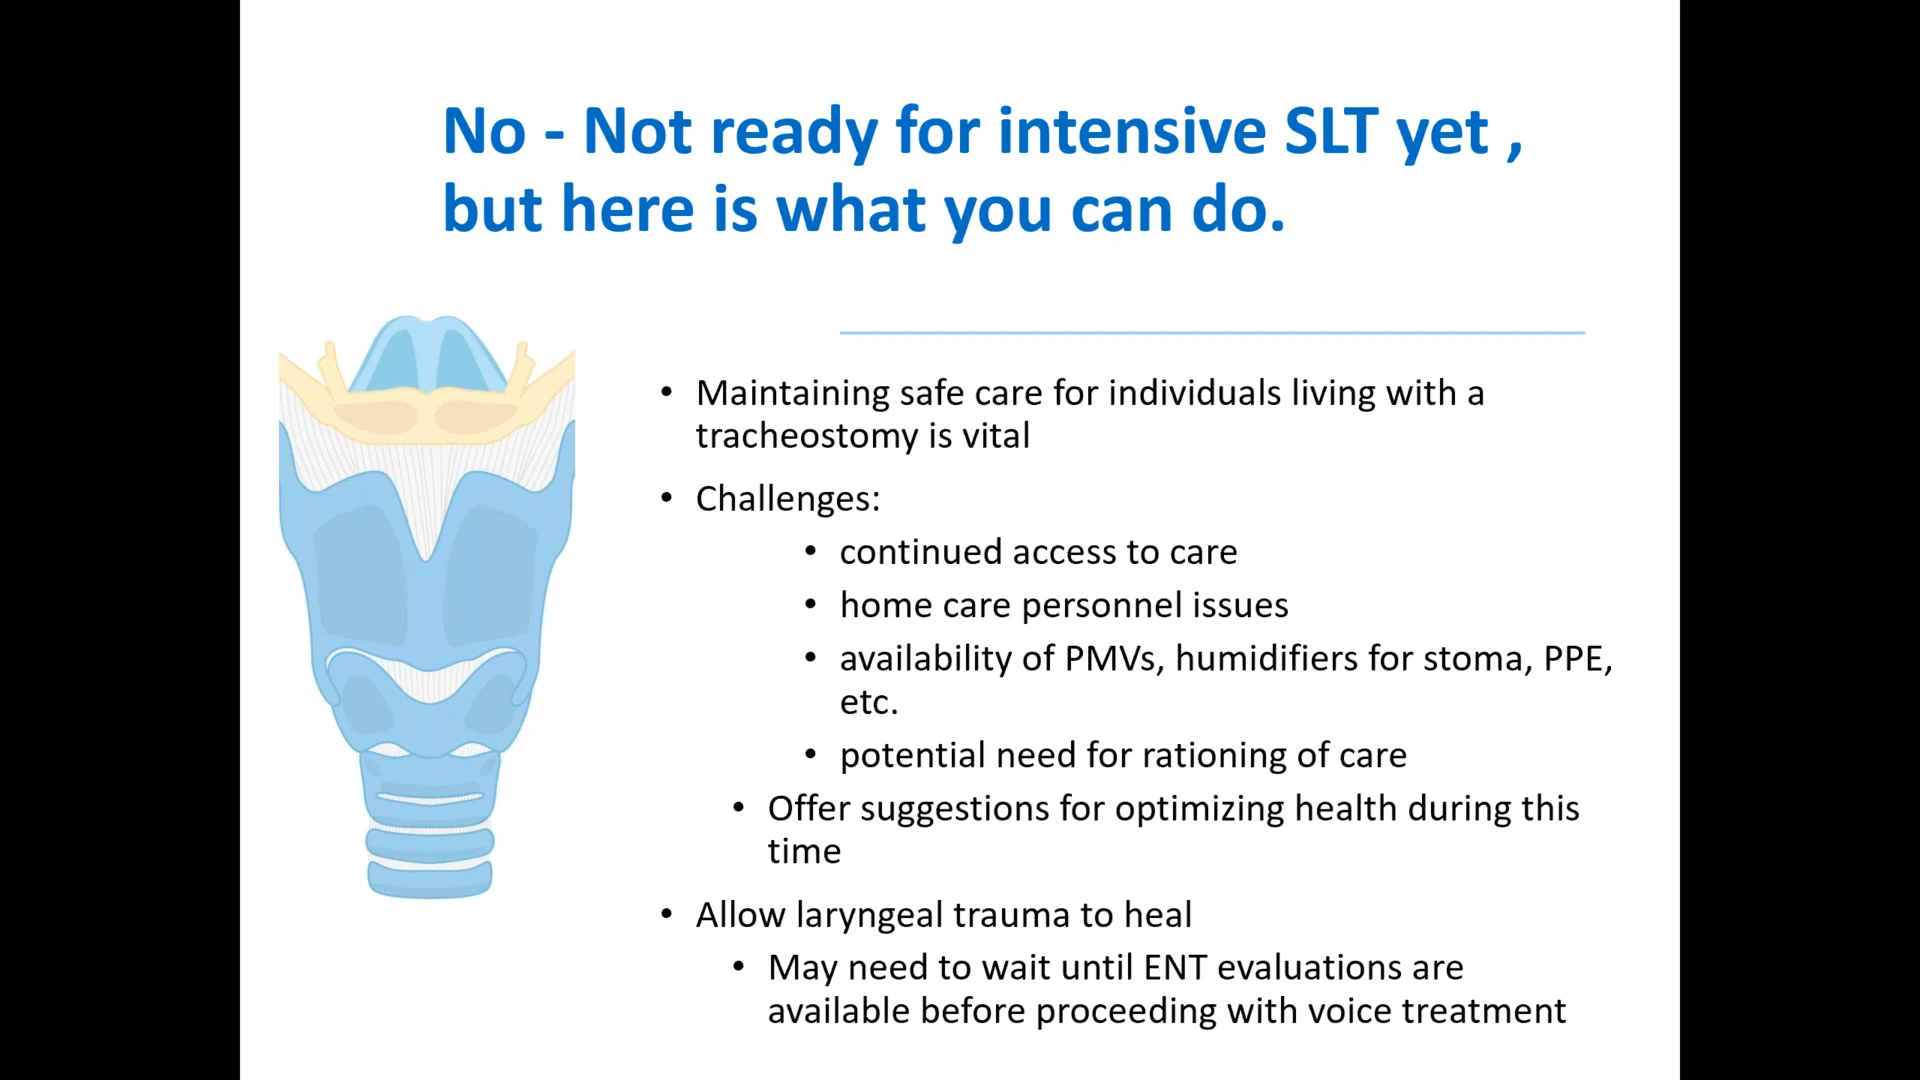 No - Not ready for intensive SLT yet ,
but here is what you can do.
• Maintaining safe care for individuals living with a
tracheostomy is vital
• Challenges:
• continued access to care
• home care personnel issues
• availability of PMVs, humidifiers for stoma, PPE,
etc.
• potential need for rationing of care
• Offer suggestions for optimizing health during this
time
• Allow laryngeal trauma to heal
• May need to wait until ENT evaluations are
available before proceeding with voice treatment